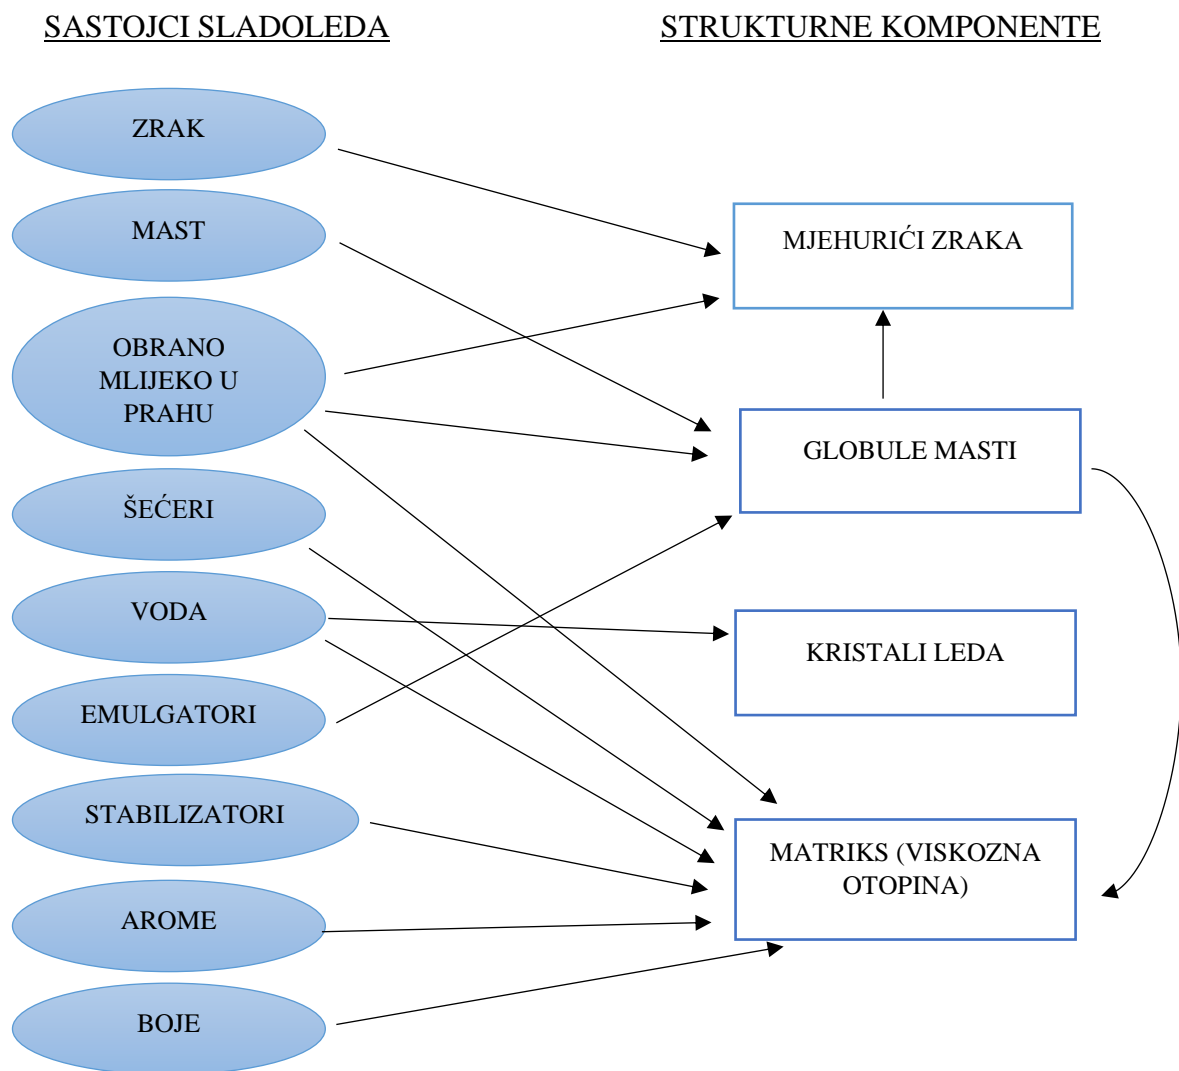 SASTOJCI SLADOLEDA
STRUKTURNE KOMPONENTE
ZRAK
MAST
OBRANO
MLIJEKO U
PRAHU
ŠEĆERI
VODA
EMULGATORI
STABILIZATORI
AROME
BOJE
MJEHURIĆI ZRAKA
GLOBULE MASTI
KRISTALI LEDA
MATRIKS (VISKOZNA
OTOPINA)